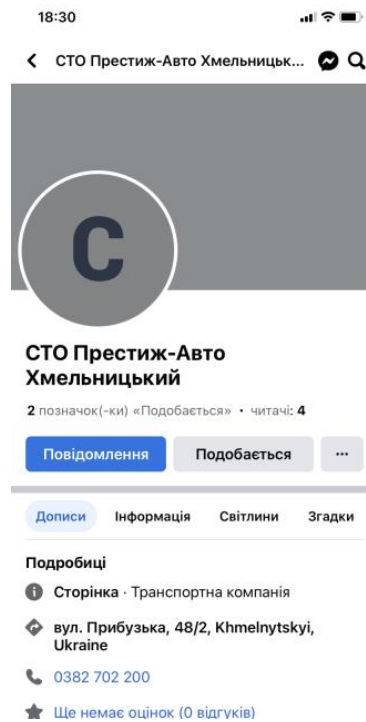 18:30
СТО Престиж-Авто Хмельницьк...
С
СТО Престиж-Авто
Хмельницький
2 позначок(-ки) «Подобається» • читачі: 4
Повідомлення
Подобається
...
Дописи
Інформація
Світлини
Згадки
Подробиці
Сторінка · Транспортна компанія
вул. Прибузька, 48/2, Khmelnytskyi,
Ukraine
0382 702 200
Ще немає оцінок (0 відгуків)